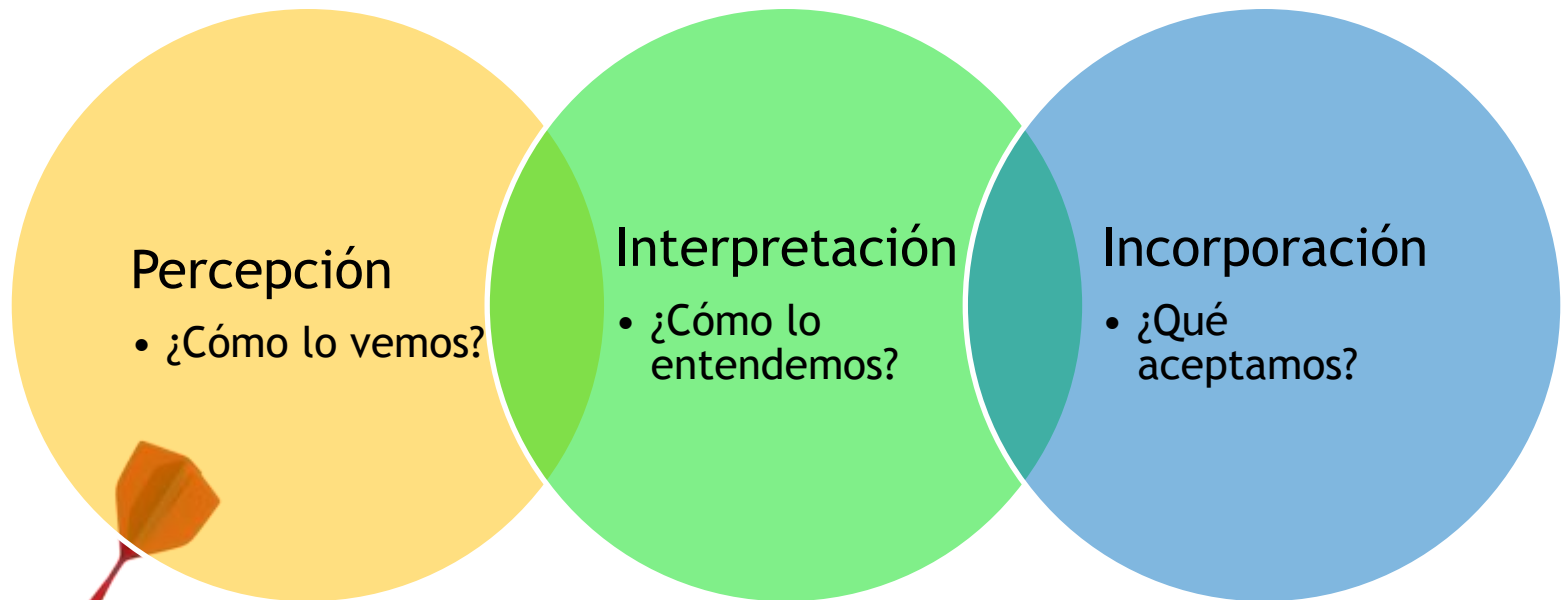 Percepción
• ¿Cómo lo vemos?
Interpretación
• ¿Cómo lo
entendemos?
Incorporación
• ¿Qué
aceptamos?